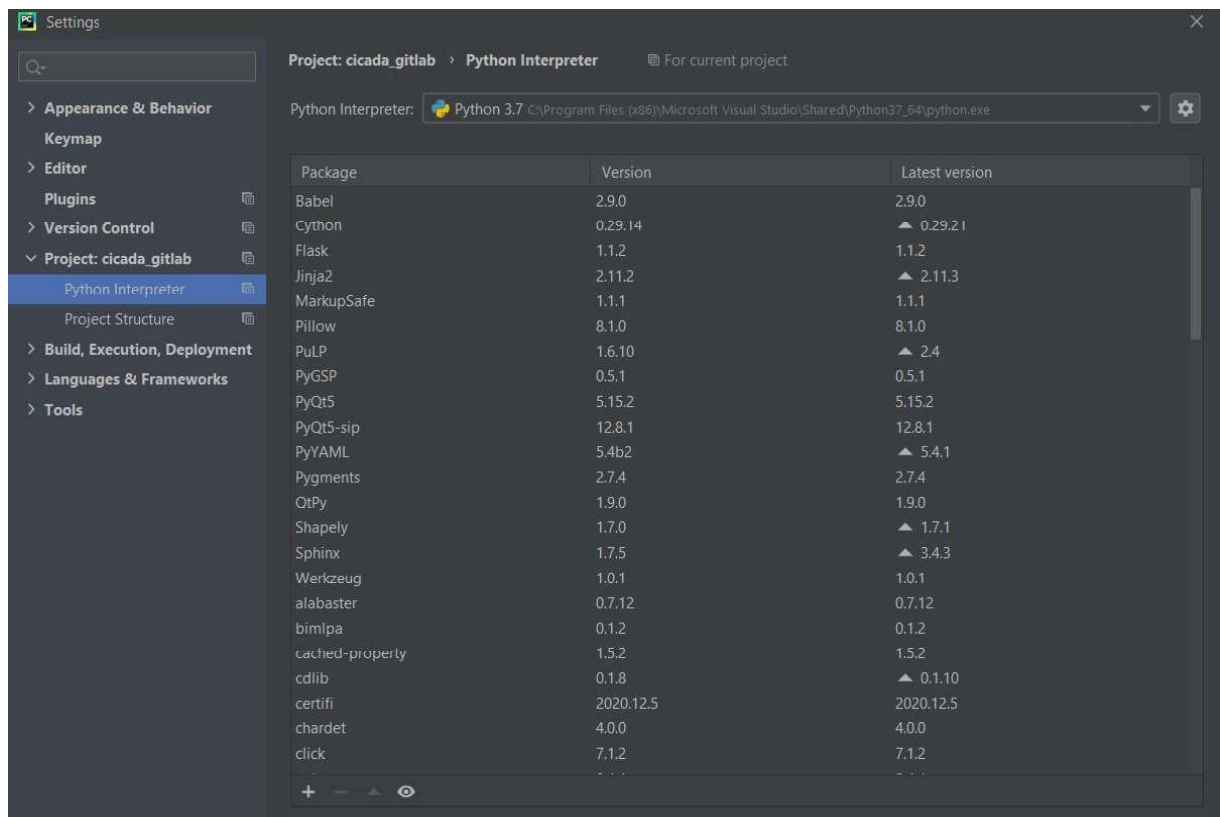 PC Settings
Project: cicada_gitlab › Python Interpreter For current project
Python Interpreter: Python 3.7 C:\Program Files (x86)\Microsoft Visual Studio\Shared\Python37_64\python.exe
Appearance & Behavior
Keymap
Editor
Plugins
Version Control
Project: cicada_gitlab
Python Interpreter
Project Structure
Build, Execution, Deployment
Languages & Frameworks
Tools
Package Version Latest version
Babel 2.9.0 2.9.0
Cython 0.29.14 0.29.21
Flask 1.1.2 1.1.2
Jinja2 2.11.2 2.11.3
MarkupSafe 1.1.1 1.1.1
Pillow 8.1.0 8.1.0
PuLP 1.6.10 2.4
PyGSP 0.5.1 0.5.1
PyQt5 5.15.2 5.15.2
PyQt5-sip 12.8.1 12.8.1
PyYAML 5.4b2 5.4.1
Pygments 2.7.4 2.7.4
QtPy 1.9.0 1.9.0
Shapely 1.7.0 1.7.1
Sphinx 1.7.5 3.4.3
Werkzeug 1.0.1 1.0.1
alabaster 0.7.12 0.7.12
bimlpa 0.1.2 0.1.2
cached-property 1.5.2 1.5.2
cdlib 0.1.8 0.1.10
certifi 2020.12.5 2020.12.5
chardet 4.0.0 4.0.0
click 7.1.2 7.1.2